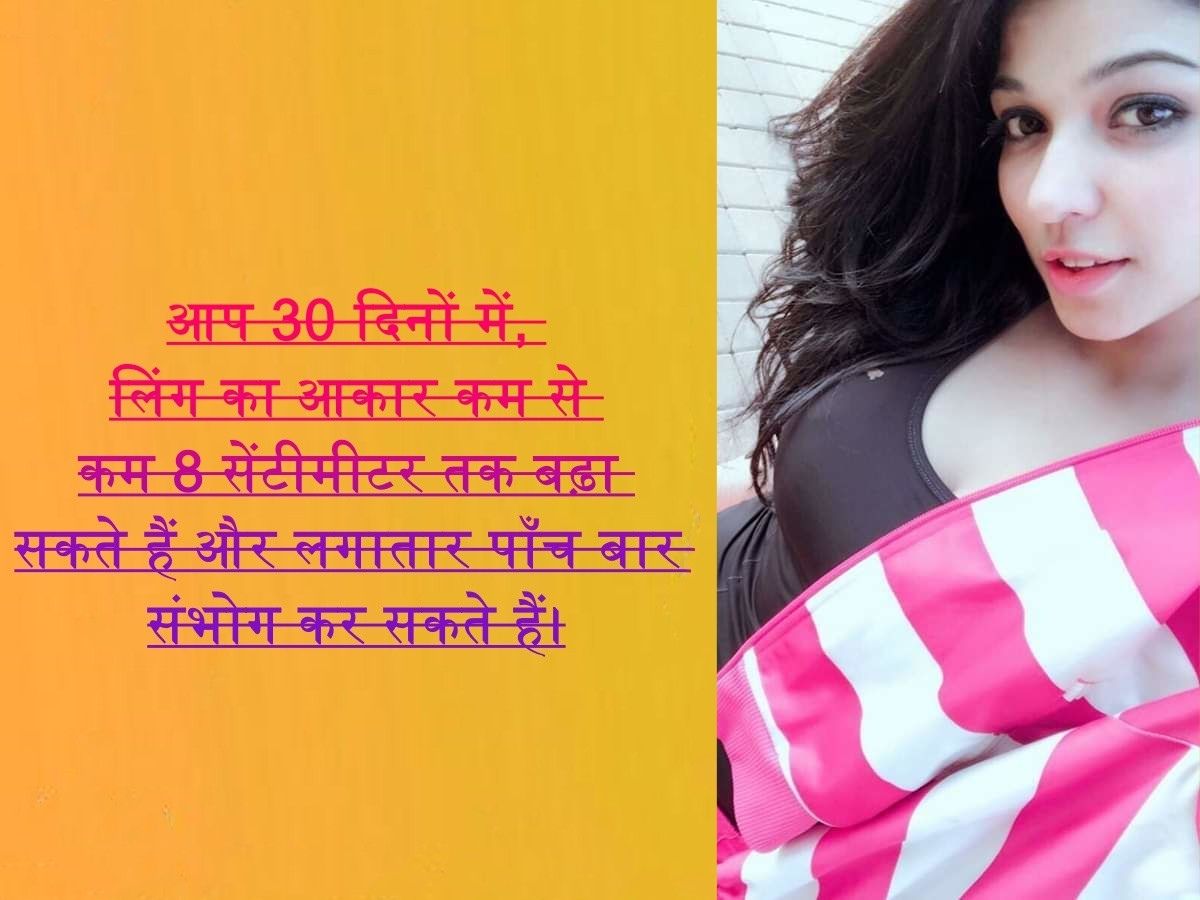 आप 30 दिनों में,
लिंग का आकार कम से
कम 8 सेंटीमीटर तक बढ़ा
सकते हैं और लगातार पाँच बार
संभोग कर सकते हैं।